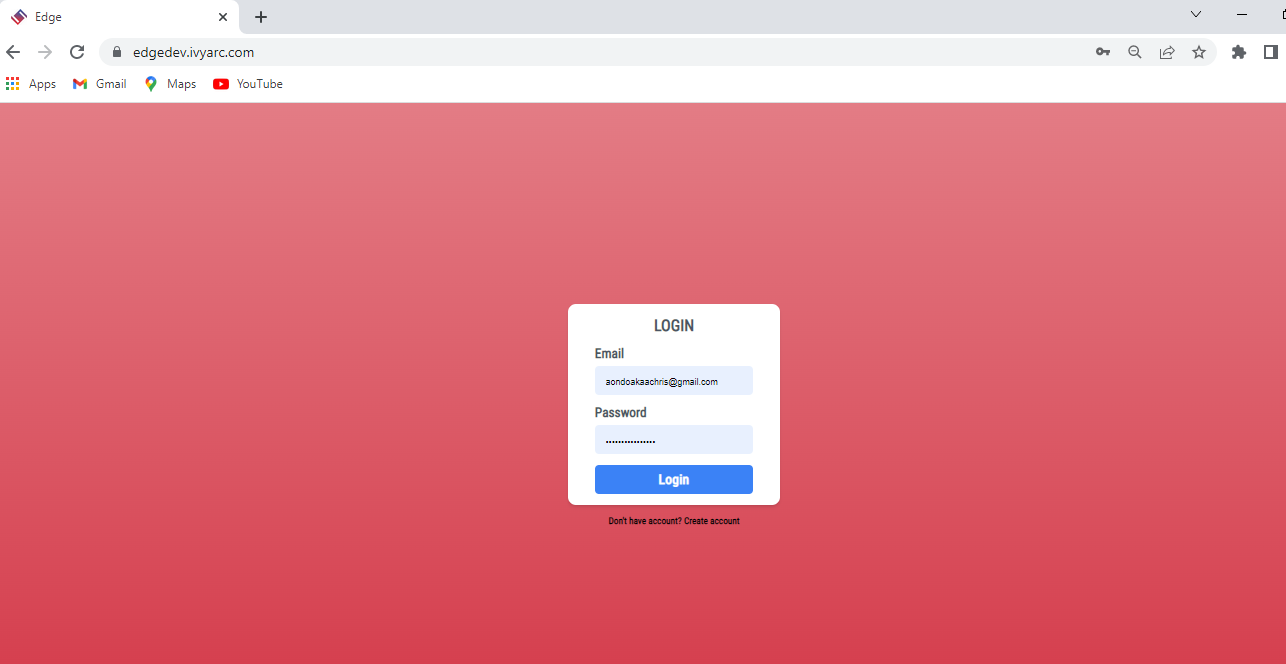 Edge
edgedev.ivyarc.com
Apps Gmail Maps YouTube
LOGIN
Email
aondoakaachris@gmail.com
Password
Login
Don't have account? Create account